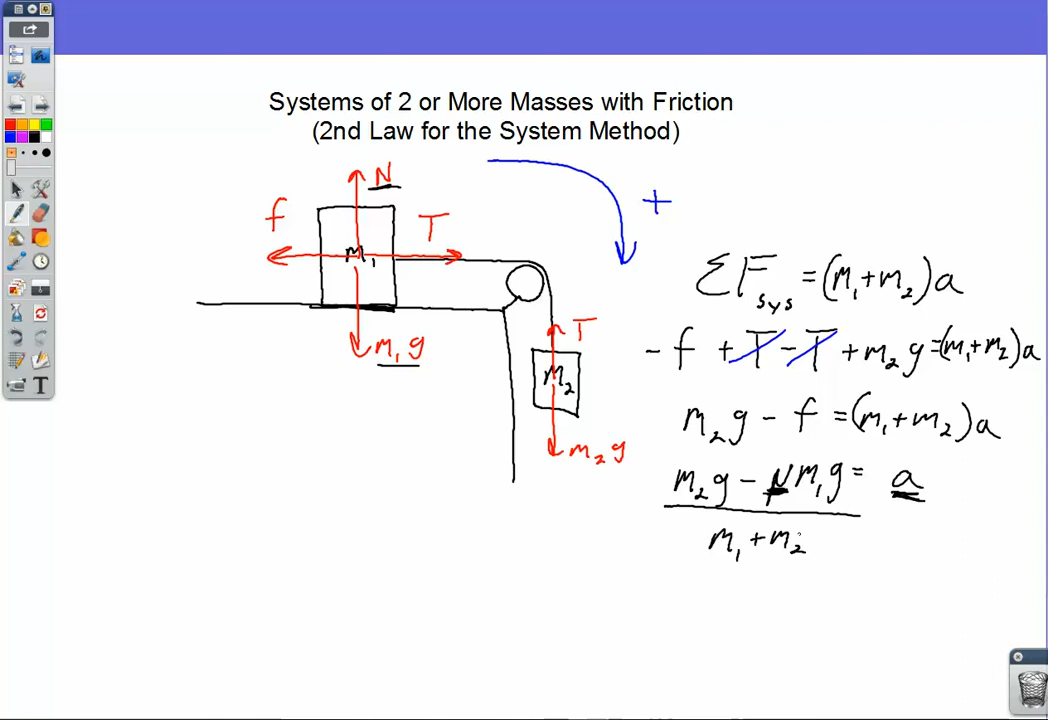 Systems of 2 or More Masses with Friction
(2nd Law for the System Method)
N
f
T
+
m₁
ΣF_sys = (m₁+m₂)a
m₁g
T
- f + T - T + m₂g = (m₁+m₂)a
m₂
m₂g - f = (m₁+m₂)a
m₂g
m₂g - μm₁g = a
m₁+m₂
T